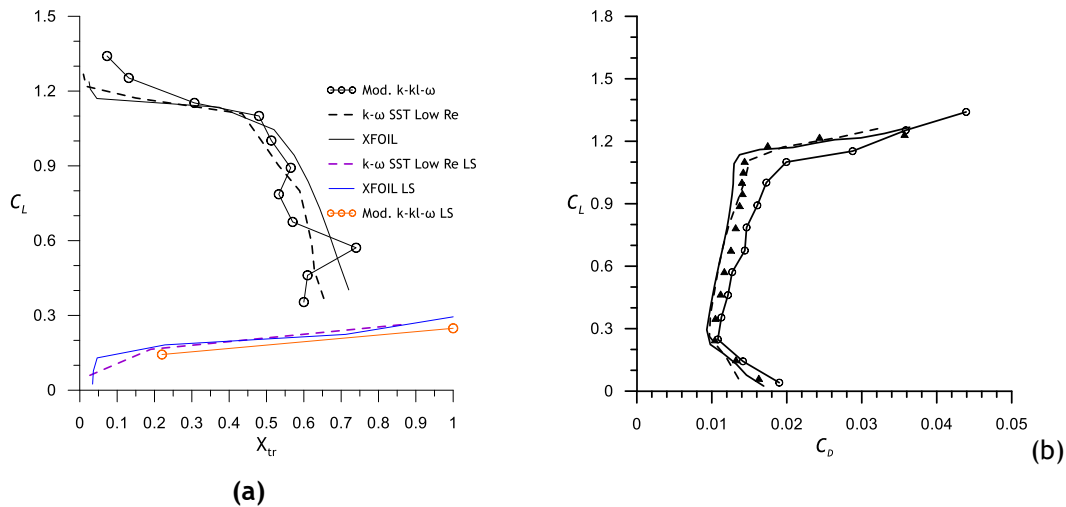 1.5
1.2
0.9
0.6
0.3
0
C_L
0 0.1 0.2 0.3 0.4 0.5 0.6 0.7 0.8 0.9 1
X_tr
Mod. k-kl-ω
k-ω SST Low Re
XFOIL
k-ω SST Low Re LS
XFOIL LS
Mod. k-kl-ω LS
(a)
1.8
1.5
1.2
0.9
0.6
0.3
0
C_L
0 0.01 0.02 0.03 0.04 0.05
C_D
(b)